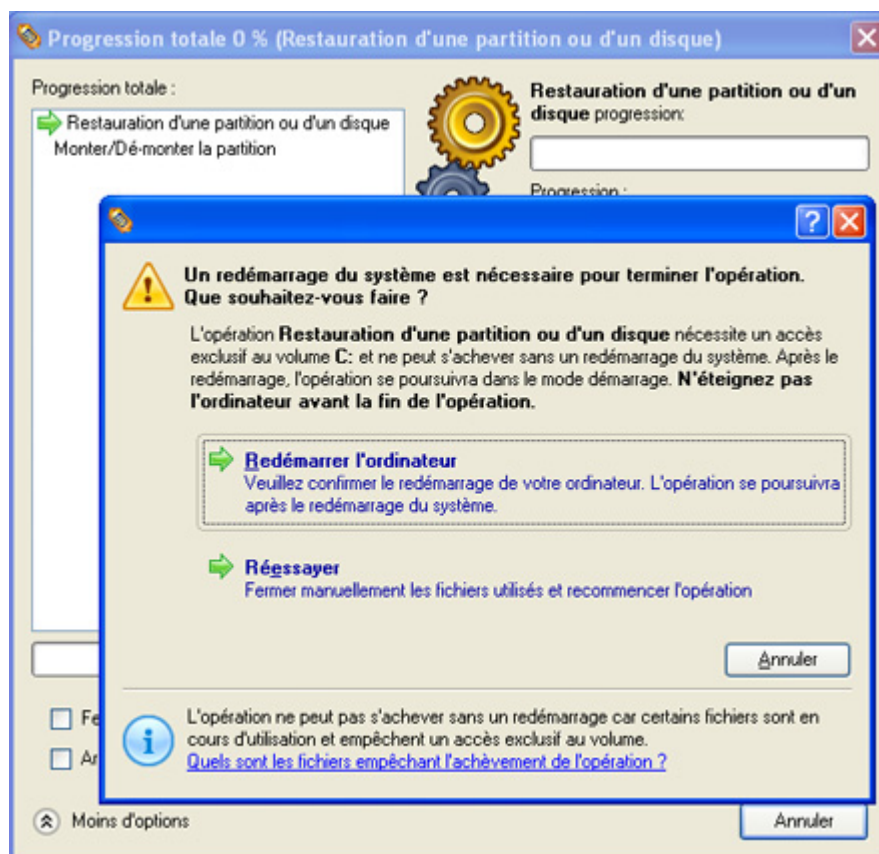 Progression totale 0 % (Restauration d'une partition ou d'un disque)
Progression totale :
Restauration d'une partition ou d'un disque
Monter/Dé-monter la partition
Restauration d'une partition ou d'un
disque progression:
Progression :
Un redémarrage du système est nécessaire pour terminer l'opération.
Que souhaitez-vous faire ?
L'opération Restauration d'une partition ou d'un disque nécessite un accès
exclusif au volume C: et ne peut s'achever sans un redémarrage du système. Après le
redémarrage, l'opération se poursuivra dans le mode démarrage. N'éteignez pas
l'ordinateur avant la fin de l'opération.
Redémarrer l'ordinateur
Veuillez confirmer le redémarrage de votre ordinateur. L'opération se poursuivra
après le redémarrage du système.
Réessayer
Fermer manuellement les fichiers utilisés et recommencer l'opération
Annuler
Fe
Ar
L'opération ne peut pas s'achever sans un redémarrage car certains fichiers sont en
cours d'utilisation et empêchent un accès exclusif au volume.
Quels sont les fichiers empêchant l'achèvement de l'opération ?
Moins d'options
Annuler